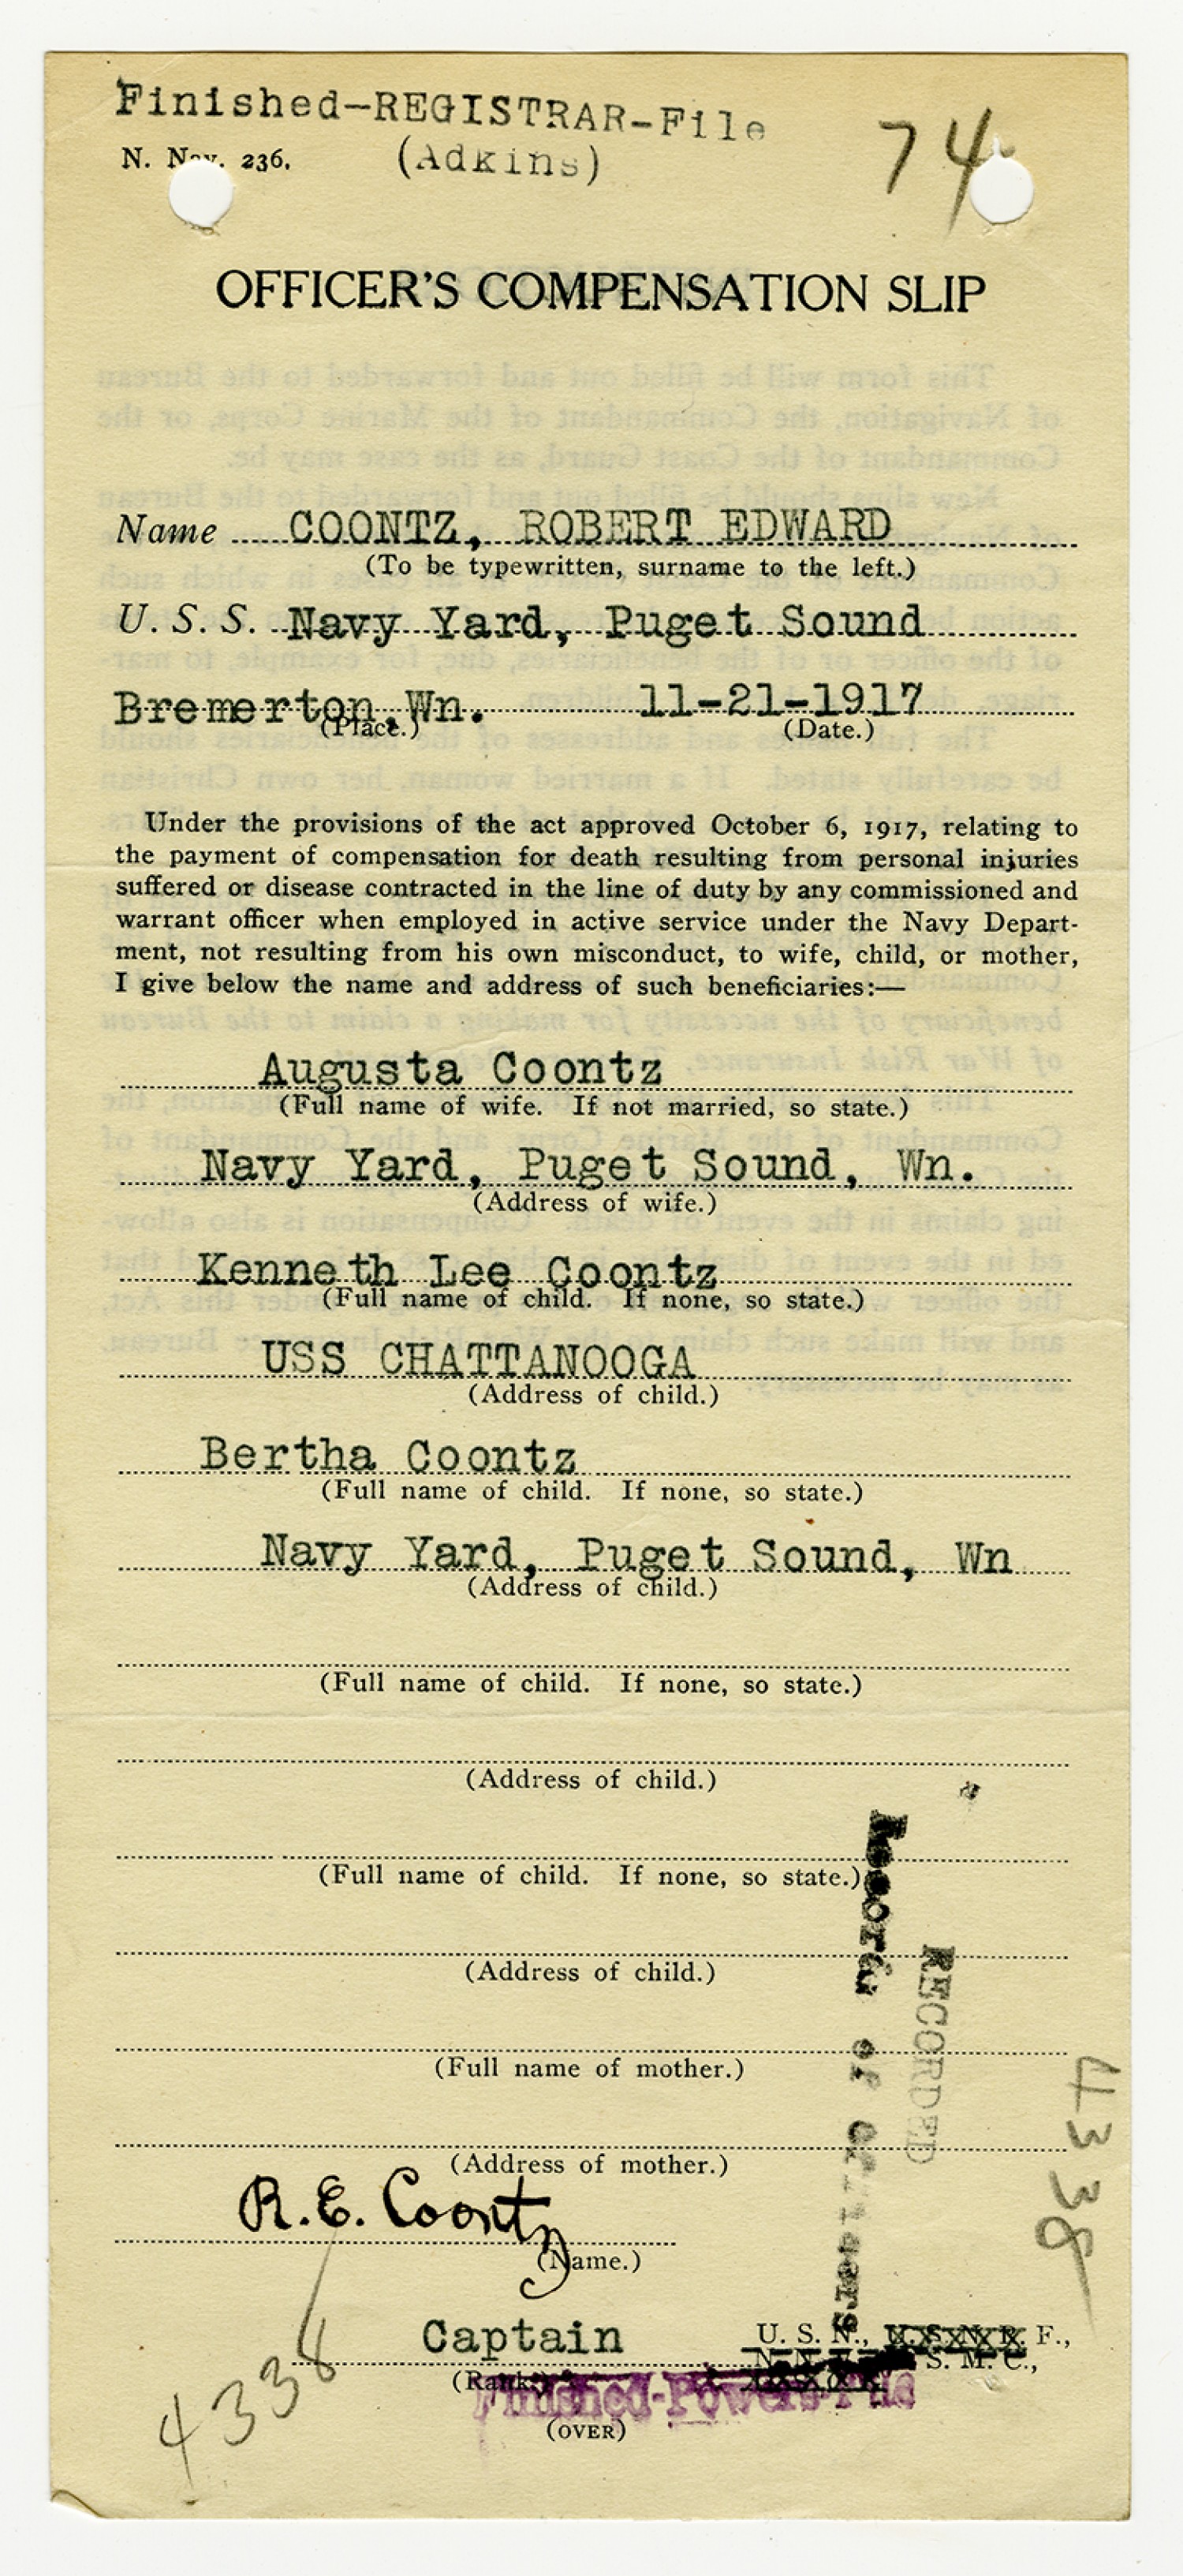 Finished-REGISTRAR-File
N. Nav. 236. (Adkins)
74
OFFICER'S COMPENSATION SLIP
Name COONTZ, ROBERT EDWARD
(To be typewritten, surname to the left.)
U. S. S. Navy Yard, Puget Sound
Bremerton,Wn. 11-21-1917
(Place.) (Date.)
Under the provisions of the act approved October 6, 1917, relating to
the payment of compensation for death resulting from personal injuries
suffered or disease contracted in the line of duty by any commissioned and
warrant officer when employed in active service under the Navy Depart-
ment, not resulting from his own misconduct, to wife, child, or mother,
I give below the name and address of such beneficiaries:—
Augusta Coontz
(Full name of wife. If not married, so state.)
Navy Yard, Puget Sound, Wn.
(Address of wife.)
Kenneth Lee Coontz
(Full name of child. If none, so state.)
USS CHATTANOOGA
(Address of child.)
Bertha Coontz
(Full name of child. If none, so state.)
Navy Yard, Puget Sound, Wn
(Address of child.)
(Full name of child. If none, so state.)
(Address of child.)
(Full name of child. If none, so state.)
(Address of child.)
(Full name of mother.)
(Address of mother.)
Record of Officers
RECORDED
4338
R.E. Coontz
(Name.)
Captain U. S. N., F.,
S. M. C.,
(Rank.)
Finished-Powers-File
(OVER)
4338